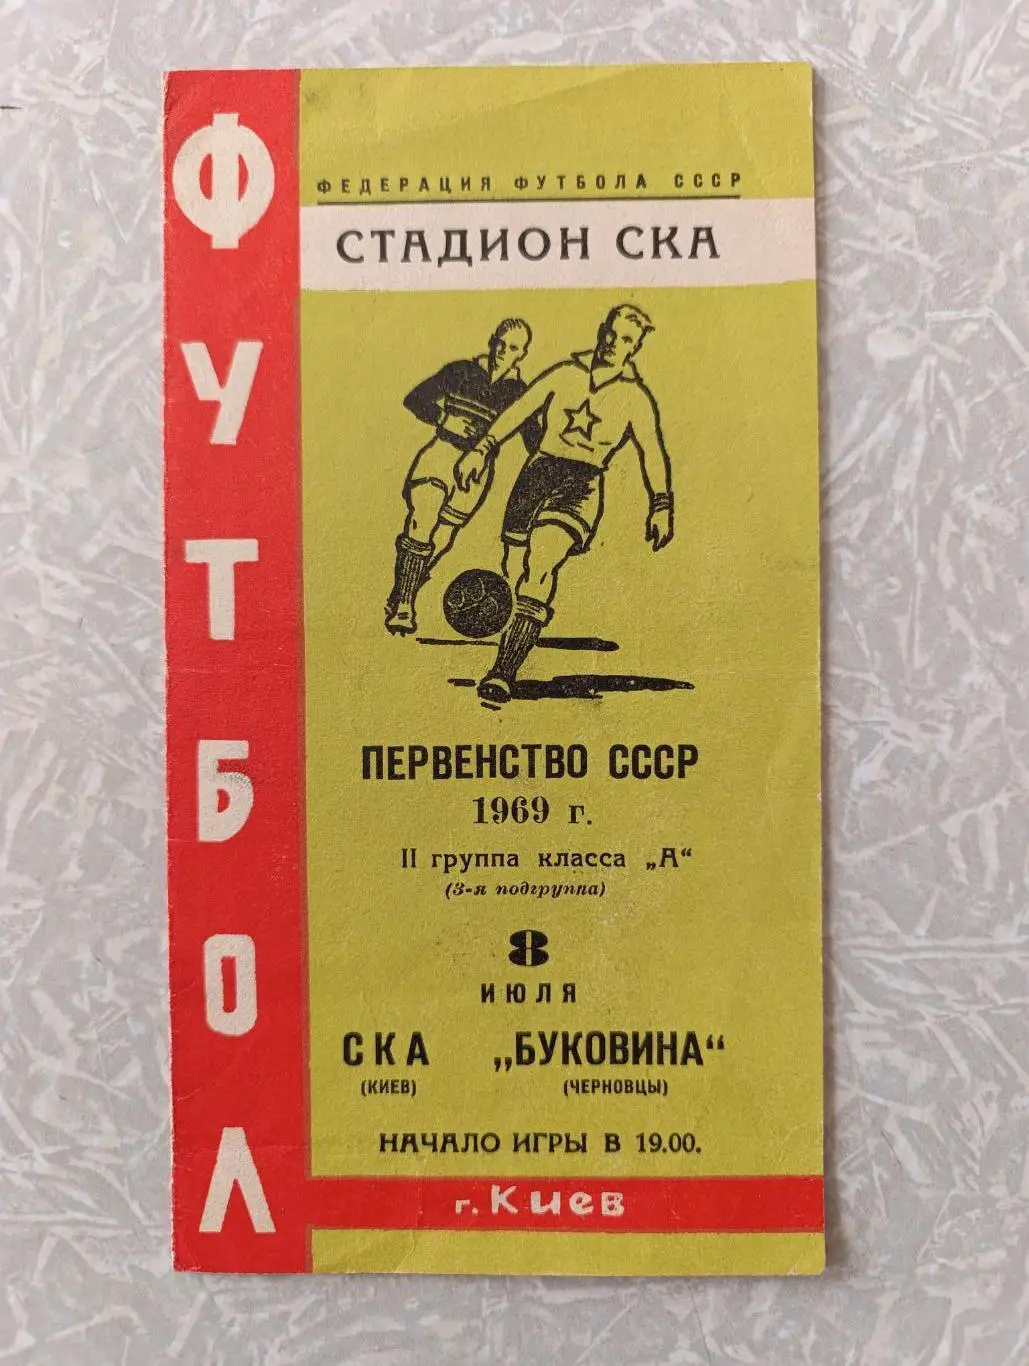 ФУТБОЛ
ФЕДЕРАЦИЯ ФУТБОЛА СССР
СТАДИОН СКА
ПЕРВЕНСТВО СССР
1969 г.
II группа класса „А“
(3-я подгруппа)
8
ИЮЛЯ
СКА „БУКОВИНА“
(КИЕВ) (ЧЕРНОВЦЫ)
НАЧАЛО ИГРЫ В 19.00.
г. Киев